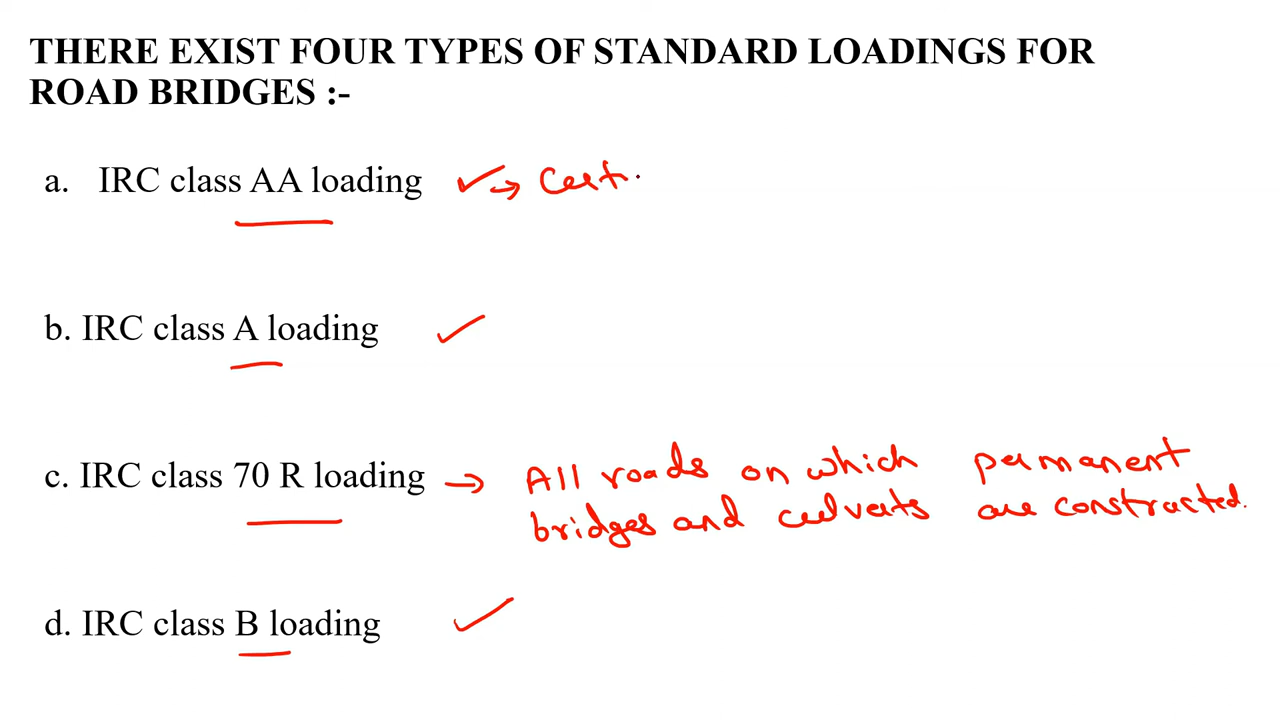 THERE EXIST FOUR TYPES OF STANDARD LOADINGS FOR
ROAD BRIDGES :-
a. IRC class AA loading ✓→ Cert
b. IRC class A loading ✓
c. IRC class 70 R loading → All roads on which permanent
bridges and culverts are constructed.
d. IRC class B loading ✓